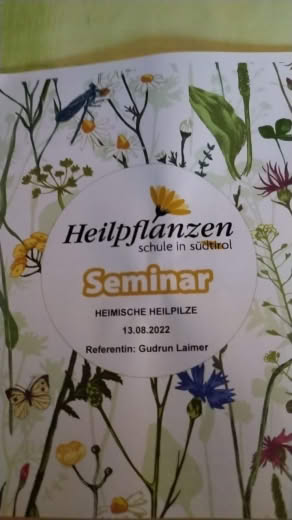 Heilpflanzen
schule in südtirol
Seminar
HEIMISCHE HEILPILZE
13.08.2022
Referentin: Gudrun Laimer